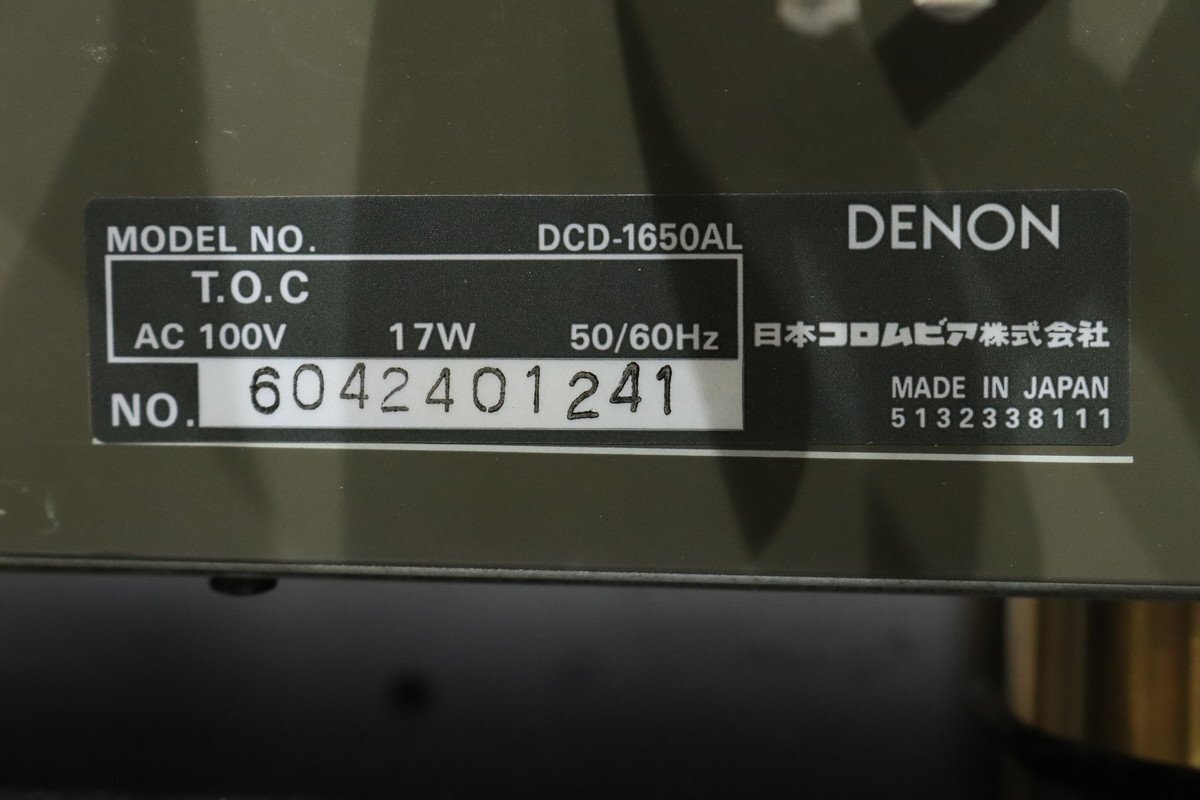 MODEL NO. DCD-1650AL
T.O.C
AC 100V 17W 50/60Hz
NO. 6042401241
DENON
日本コロムビア株式会社
MADE IN JAPAN
5132338111